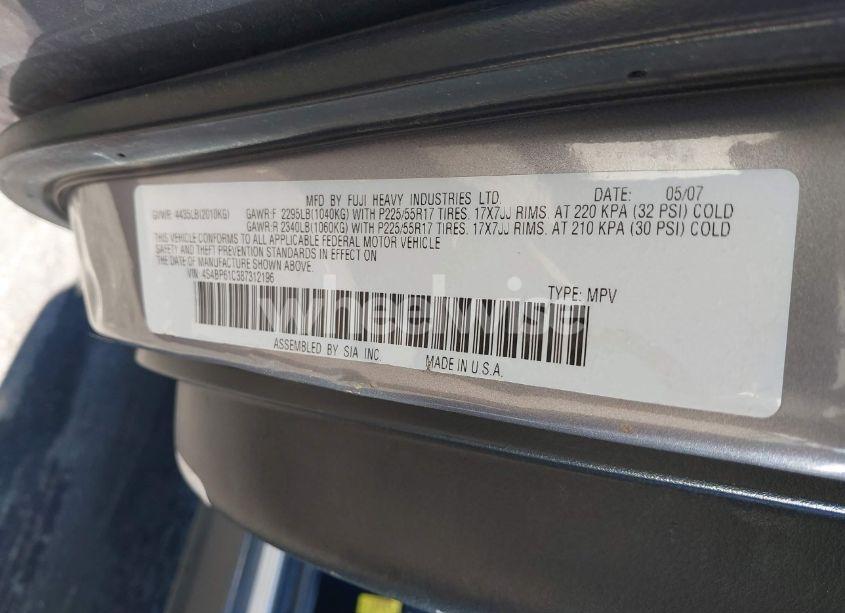 MFD BY FUJI HEAVY INDUSTRIES LTD. DATE: 05/07
GVWR: 4435LB(2010KG) GAWR:F 2295LB(1040KG) WITH P225/55R17 TIRES. 17X7JJ RIMS. AT 220 KPA (32 PSI) COLD
GAWR:R 2340LB(1060KG) WITH P225/55R17 TIRES. 17X7JJ RIMS. AT 210 KPA (30 PSI) COLD
THIS VEHICLE CONFORMS TO ALL APPLICABLE FEDERAL MOTOR VEHICLE
SAFETY AND THEFT PREVENTION STANDARDS IN EFFECT ON
THE DATE OF MANUFACTURE SHOWN ABOVE.
VIN: 4S4BP61C387312196 TYPE: MPV
wheelwise
ASSEMBLED BY SIA INC. MADE IN U.S.A.